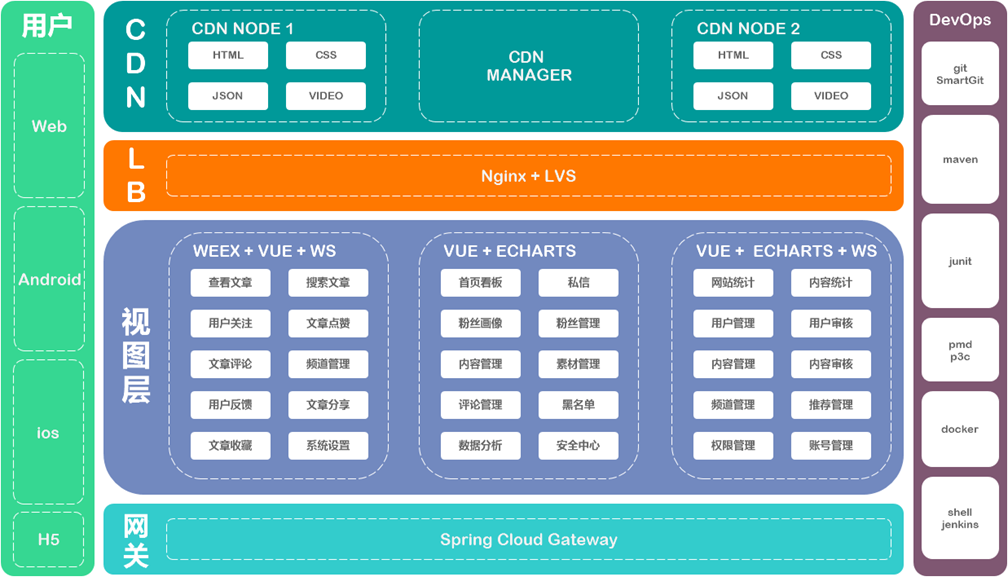 用户
Web
Android
ios
H5
C
D
N
CDN NODE 1
HTML
CSS
JSON
VIDEO
CDN
MANAGER
CDN NODE 2
HTML
CSS
JSON
VIDEO
L
B
Nginx + LVS
视
图
层
WEEX + VUE + WS
查看文章
搜索文章
用户关注
文章点赞
文章评论
频道管理
用户反馈
文章分享
文章收藏
系统设置
VUE + ECHARTS
首页看板
私信
粉丝画像
粉丝管理
内容管理
素材管理
评论管理
黑名单
数据分析
安全中心
VUE + ECHARTS + WS
网站统计
内容统计
用户管理
用户审核
内容管理
内容审核
频道管理
推荐管理
权限管理
账号管理
网
关
Spring Cloud Gateway
DevOps
git
SmartGit
maven
junit
pmd
p3c
docker
shell
jenkins